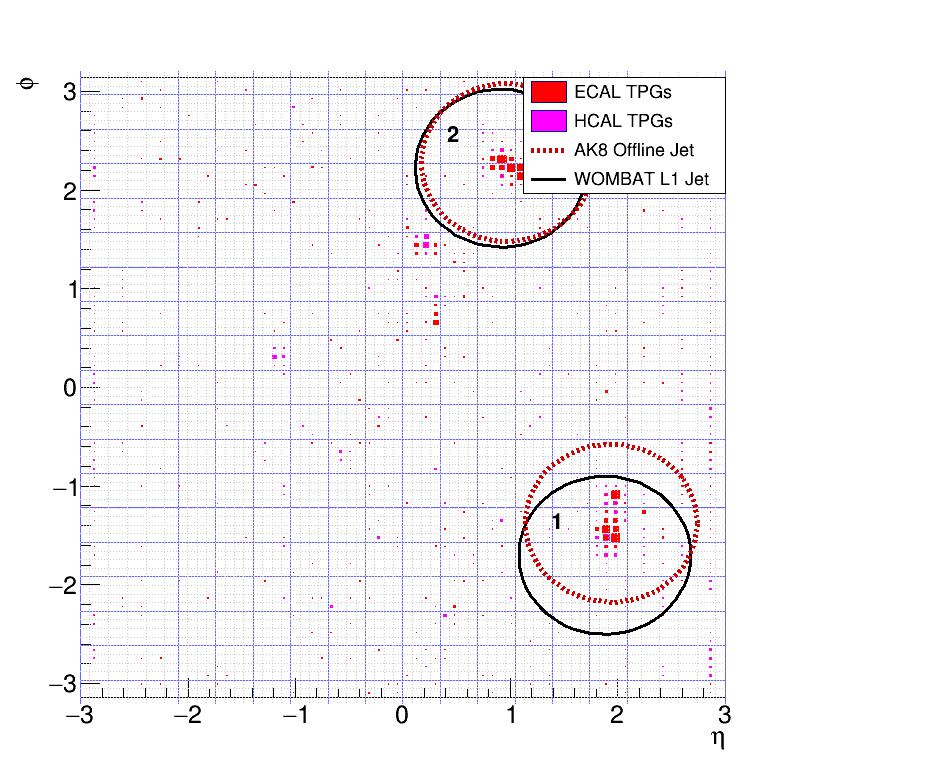 ϕ
3
2
1
0
−1
−2
−3
ECAL TPGs
HCAL TPGs
AK8 Offline Jet
WOMBAT L1 Jet
2
1
−3 −2 −1 0 1 2 3
η